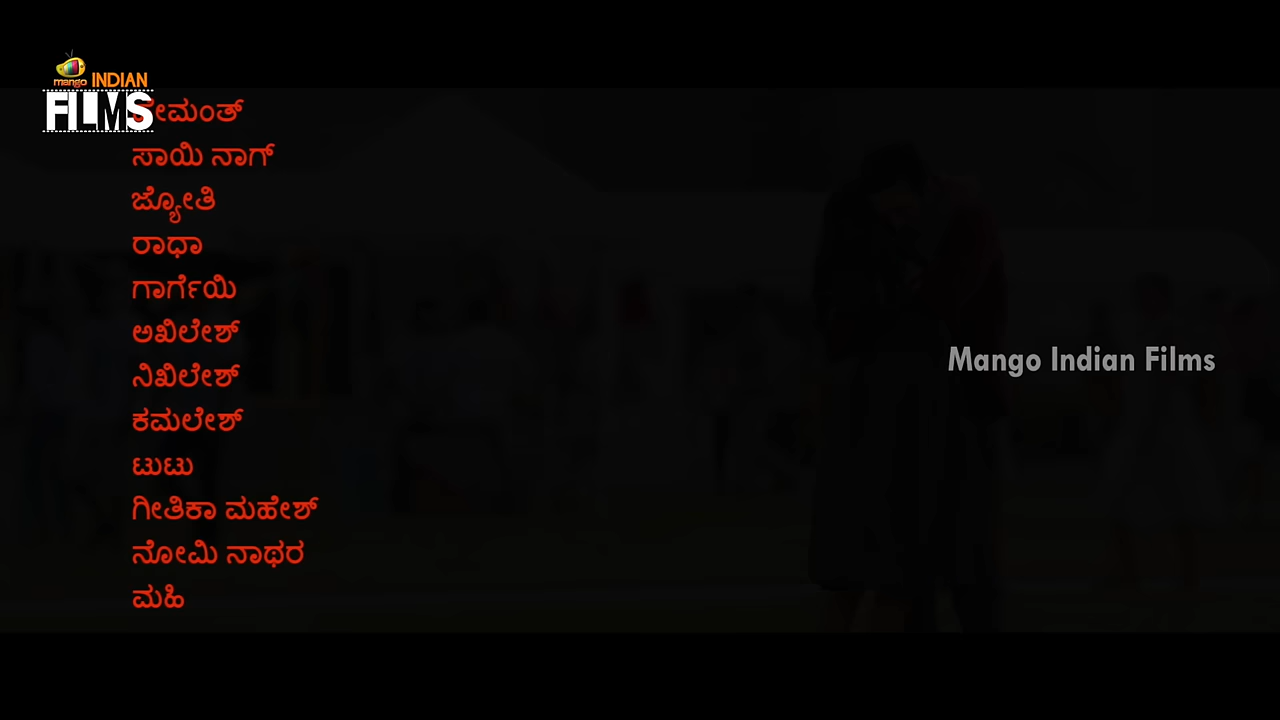 mango INDIAN
FILMS
ಸಾಯಿ ನಾಗ್
ಜ್ಯೋತಿ
ರಾಧಾ
ಗಾರ್ಗೆಯಿ
ಅಖಿಲೇಶ್
ನಿಖಿಲೇಶ್
ಕಮಲೇಶ್
ಟುಟು
ಗೀತಿಕಾ ಮಹೇಶ್
ನೋಮಿ ನಾಥರ
ಮಹಿ
Mango Indian Films